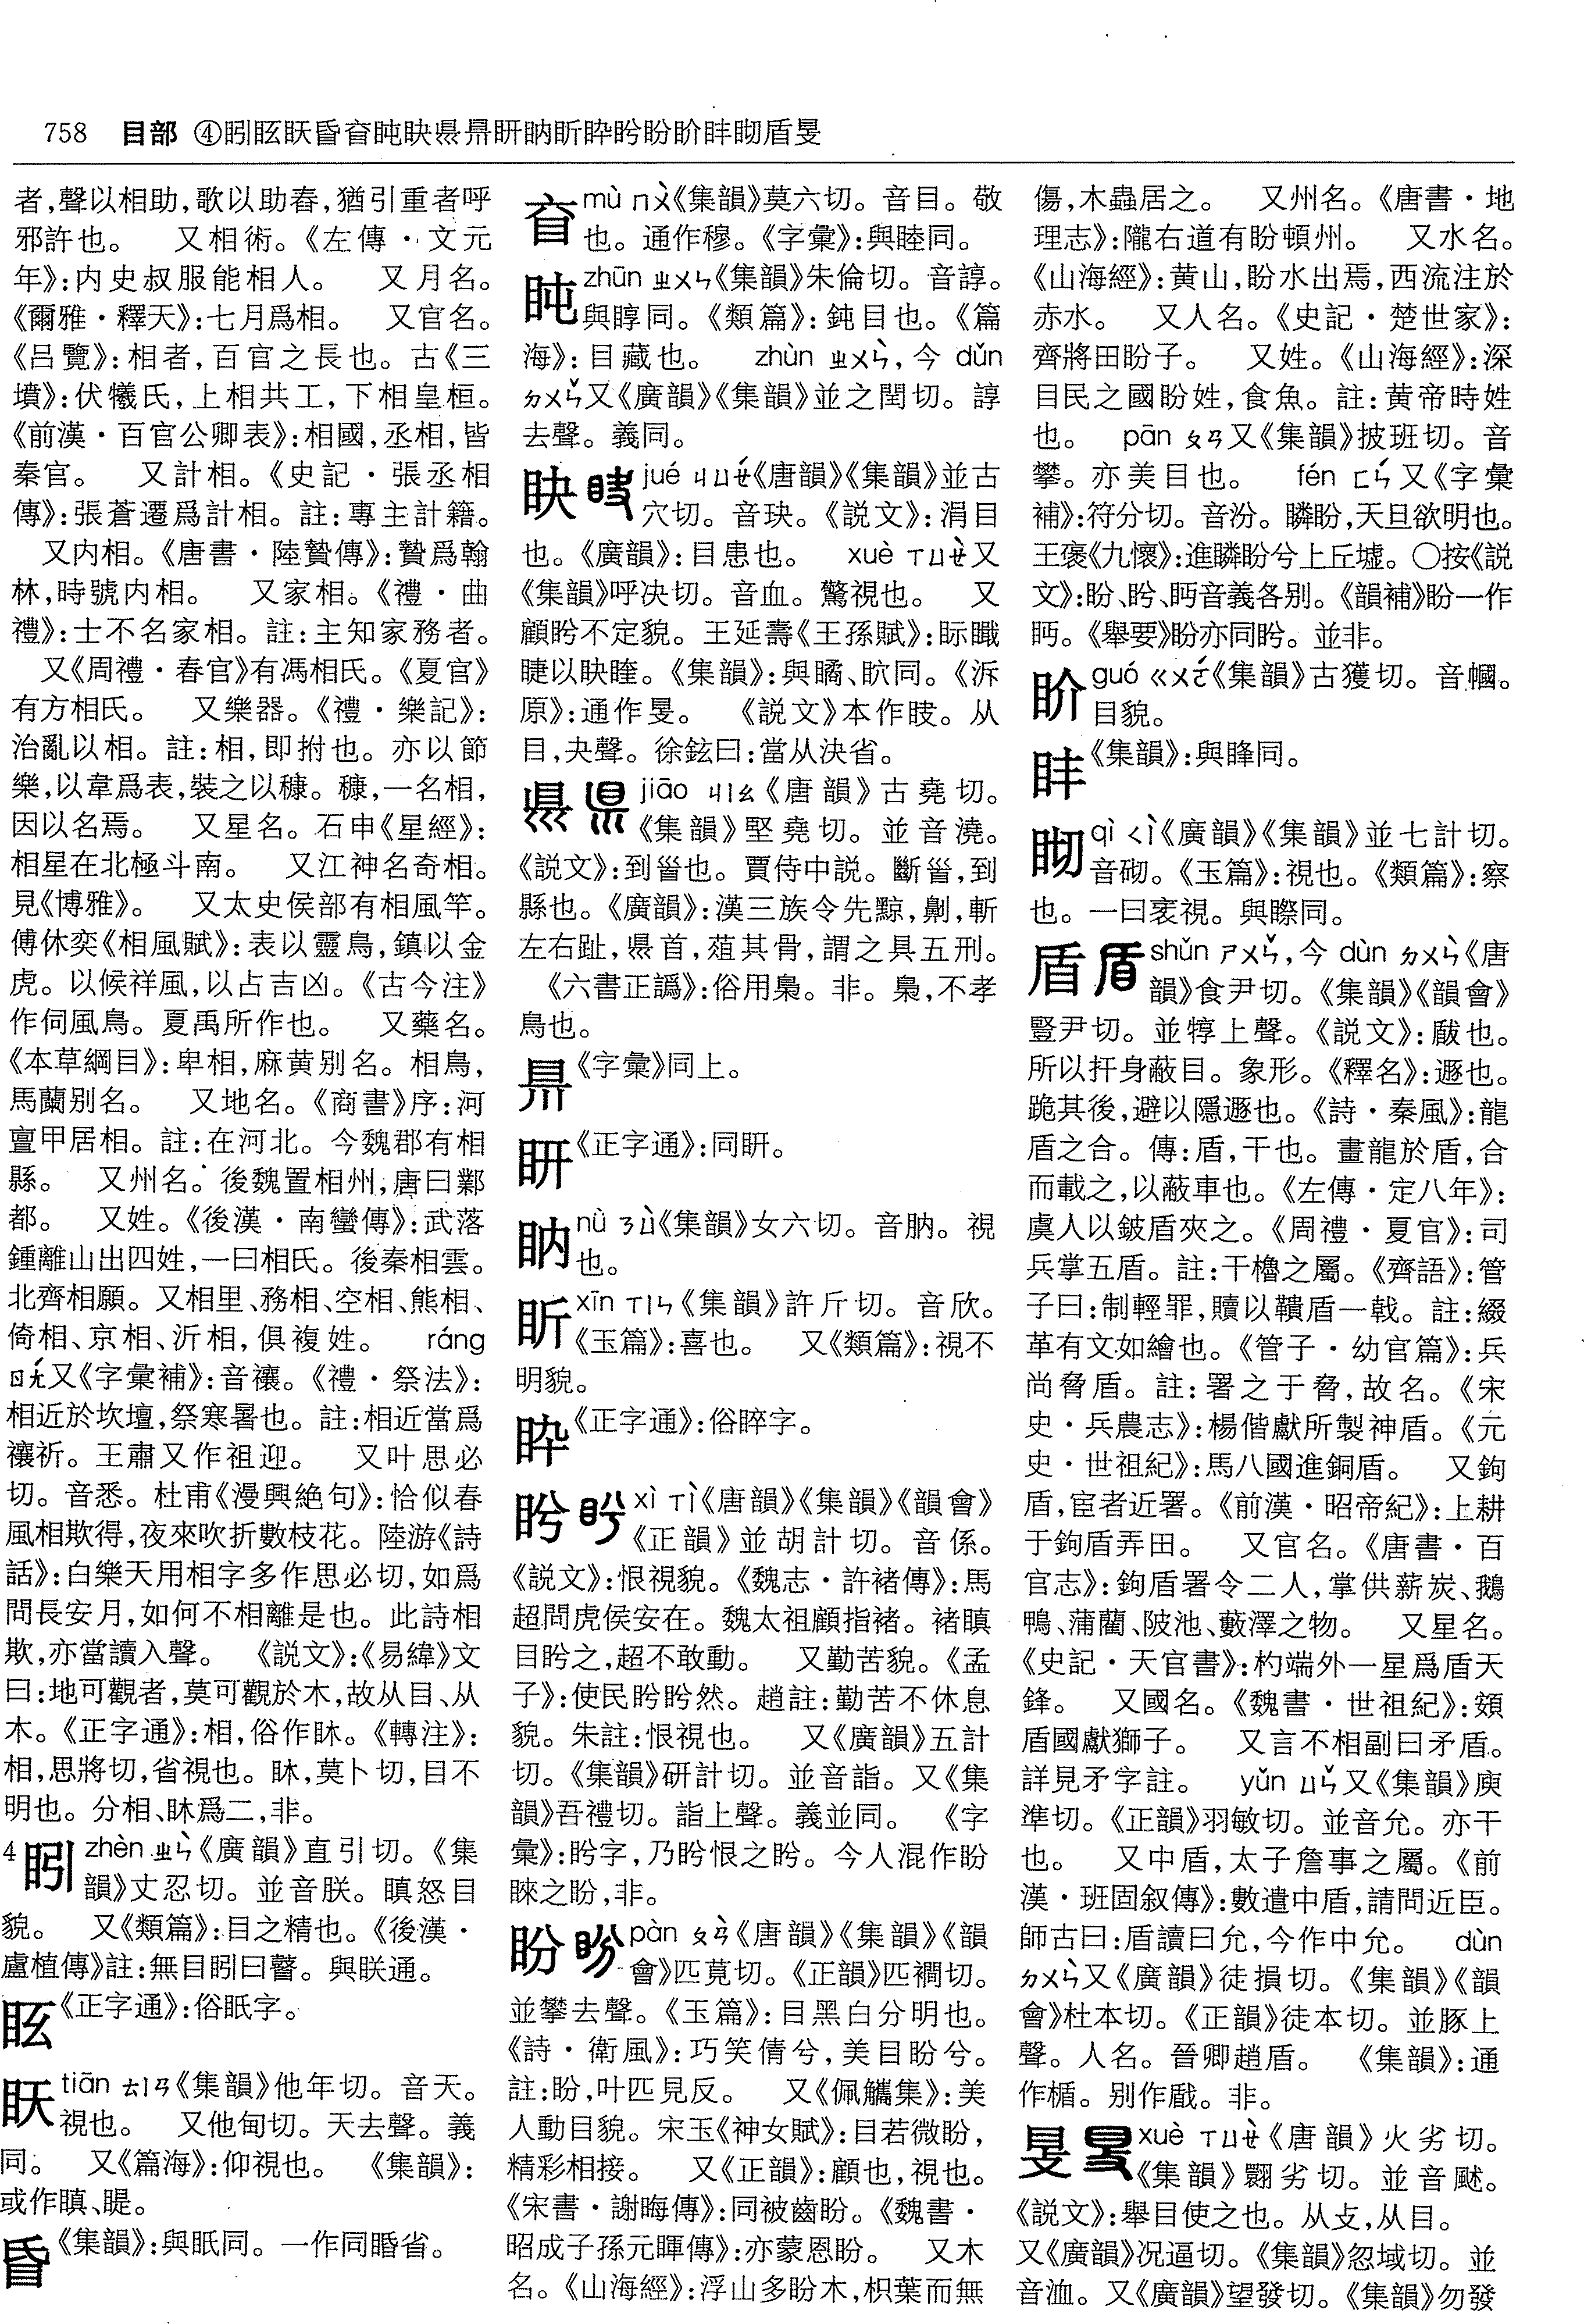 758 目部 ④眎眩眹昏㫐盹眣県鼎盰眪盺睟盻盼𥄉𥄕眗盾㫐
者,聲以相助,歌以助舂,猶引重者呼
邪許也。 又相術。《左傳·文元
年》:内史叔服能相人。 又月名。
《爾雅·釋天》:七月爲相。 又官名。
《吕覽》:相者,百官之長也。古《三
墳》:伏犧氏,上相共工,下相皇桓。
《前漢·百官公卿表》:相國,丞相,皆
秦官。 又計相。《史記·張丞相
傳》:張蒼遷爲計相。註:專主計籍。
又内相。《唐書·陸贄傳》:贄爲翰
林,時號内相。 又家相。《禮·曲
禮》:士不名家相。註:主知家務者。
又《周禮·春官》有馮相氏。《夏官》
有方相氏。 又樂器。《禮·樂記》:
治亂以相。註:相,即拊也。亦以節
樂,以韋爲表,裝之以穅。穅,一名相,
因以名焉。 又星名。石申《星經》:
相星在北極斗南。 又江神名奇相。
見《博雅》。 又太史侯部有相風竿。
傅休奕《相風賦》:表以靈鳥,鎮以金
虎。以候祥風,以占吉凶。《古今注》
作伺風鳥。夏禹所作也。 又藥名。
《本草綱目》:卑相,麻黄别名。相鳥,
馬蘭别名。 又地名。《商書》序:河
亶甲居相。註:在河北。今魏郡有相
縣。 又州名。後魏置相州,唐曰鄴
都。 又姓。《後漢·南蠻傳》:武落
鍾離山出四姓,一曰相氏。後秦相雲。
北齊相願。又相里、務相、空相、熊相、
倚相、京相、沂相,俱複姓。 ráng
ㄖㄤˊ又《字彙補》:音禳。《禮·祭法》:
相近於坎壇,祭寒暑也。註:相近當爲
禳祈。王肅又作祖迎。 又叶思必
切。音悉。杜甫《漫興絶句》:恰似春
風相欺得,夜來吹折數枝花。陸游《詩
話》:白樂天用相字多作思必切,如爲
問長安月,如何不相離是也。此詩相
欺,亦當讀入聲。 《説文》:《易緯》文
曰:地可觀者,莫可觀於木,故从目、从
木。《正字通》:相,俗作眜。《轉注》:
相,思將切,省視也。眜,莫卜切,目不
明也。分相、眜爲二,非。
4 眆 zhèn ㄓㄣˋ《廣韻》直引切。《集
韻》丈忍切。並音朕。瞋怒目
貌。 又《類篇》:目之精也。《後漢·
盧植傳》註:無目眹曰瞽。與眹通。
眩《正字通》:俗眂字。
䀖 tiān ㄊㄧㄢ《集韻》他年切。音天。
視也。 又他甸切。天去聲。義
同。 又《篇海》:仰視也。 《集韻》:
或作瞋、睼。
昏《集韻》:與眂同。一作同睧省。
mù ㄇㄨˋ《集韻》莫六切。音目。敬
也。通作穆。《字彙》:與睦同。
盹 zhūn ㄓㄨㄣ《集韻》朱倫切。音諄。
與啍同。《類篇》:鈍目也。《篇
海》:目藏也。 zhùn ㄓㄨㄣˋ,今 dǔn
ㄉㄨㄣˇ又《廣韻》《集韻》並之閏切。諄
去聲。義同。
眣 jué ㄐㄩㄝˊ《唐韻》《集韻》並古
穴切。音玦。《説文》:涓目
也。《廣韻》:目患也。 xuè ㄒㄩㄝˋ又
《集韻》呼决切。音血。驚視也。 又
顧盻不定貌。王延壽《王孫賦》:眎瞡
睫以眣睳。《集韻》:與矞、䀏同。《泝
原》:通作㫐。 《説文》本作䀗。从
目,夬聲。徐鉉曰:當从決省。
県 jiāo ㄐㄧㄠ《唐韻》古堯切。
《集韻》堅堯切。並音澆。
《説文》:到𩠐也。賈侍中説。斷𩠐,到
縣也。《廣韻》:漢三族令先黥,劓,斬
左右趾,県首,菹其骨,謂之具五刑。
《六書正譌》:俗用梟。非。梟,不孝
鳥也。
《字彙》同上。
盰《正字通》:同盰。
nǜ ㄋㄩˋ《集韻》女六切。音肭。視
也。
盺 xīn ㄒㄧㄣ《集韻》許斤切。音欣。
《玉篇》:喜也。 又《類篇》:視不
明貌。
《正字通》:俗睟字。
盻 xì ㄒㄧˋ《唐韻》《集韻》《韻會》
《正韻》並胡計切。音係。
《説文》:恨視貌。《魏志·許褚傳》:馬
超問虎侯安在。魏太祖顧指褚。褚瞋
目盻之,超不敢動。 又勤苦貌。《孟
子》:使民盻盻然。趙註:勤苦不休息
貌。朱註:恨視也。 又《廣韻》五計
切。《集韻》研計切。並音詣。又《集
韻》吾禮切。詣上聲。義並同。 《字
彙》:盻字,乃盻恨之盻。今人混作盼
睞之盼,非。
盼 pàn ㄆㄢˋ《唐韻》《集韻》《韻
會》匹莧切。《正韻》匹襇切。
並攀去聲。《玉篇》:目黑白分明也。
《詩·衛風》:巧笑倩兮,美目盼兮。
註:盼,叶匹見反。 又《佩觿集》:美
人動目貌。宋玉《神女賦》:目若微盼,
精彩相接。 又《正韻》:顧也,視也。
《宋書·謝晦傳》:同被齒盼。《魏書·
昭成子孫元暉傳》:亦蒙恩盼。 又木
名。《山海經》:浮山多盼木,枳葉而無
傷,木蟲居之。 又州名。《唐書·地
理志》:隴右道有盼頓州。 又水名。
《山海經》:黄山,盼水出焉,西流注於
赤水。 又人名。《史記·楚世家》:
齊將田盼子。 又姓。《山海經》:深
目民之國盼姓,食魚。註:黄帝時姓
也。 pān ㄆㄢ又《集韻》披班切。音
攀。亦美目也。 fén ㄈㄣˊ又《字彙
補》:符分切。音汾。瞵盼,天旦欲明也。
王褒《九懷》:進瞵盼兮上丘墟。○按《説
文》:盼、盻、眄音義各别。《韻補》盼一作
眄。《舉要》盼亦同盻。並非。
guó ㄍㄨㄛˊ《集韻》古獲切。音幗。
目貌。
《集韻》:與䀱同。
qì ㄑㄧˋ《廣韻》《集韻》並七計切。
音砌。《玉篇》:視也。《類篇》:察
也。一曰衺視。與瞭同。
盾 shǔn ㄕㄨㄣˇ,今 dùn ㄉㄨㄣˋ《唐
韻》食尹切。《集韻》《韻會》
豎尹切。並犉上聲。《説文》:瞂也。
所以扞身蔽目。象形。《釋名》:遯也。
跪其後,避以隱遯也。《詩·秦風》:龍
盾之合。傳:盾,干也。畫龍於盾,合
而載之,以蔽車也。《左傳·定八年》:
虞人以鈹盾夾之。《周禮·夏官》:司
兵掌五盾。註:干櫓之屬。《齊語》:管
子曰:制輕罪,贖以鞼盾一戟。註:綴
革有文如繪也。《管子·幼官篇》:兵
尚脅盾。註:署之于脅,故名。《宋
史·兵農志》:楊偕獻所製神盾。《元
史·世祖紀》:馬八國進銅盾。 又鉤
盾,宦者近署。《前漢·昭帝紀》:上耕
于鉤盾弄田。 又官名。《唐書·百
官志》:鉤盾署令二人,掌供薪炭、鵝
鴨、蒲藺、陂池、藪澤之物。 又星名。
《史記·天官書》:杓端外一星爲盾天
鋒。 又國名。《魏書·世祖紀》:頞
盾國獻獅子。 又言不相副曰矛盾。
詳見矛字註。 yǔn ㄩㄣˇ又《集韻》庾
準切。《正韻》羽敏切。並音允。亦干
也。 又中盾,太子詹事之屬。《前
漢·班固叙傳》:數遣中盾,請問近臣。
師古曰:盾讀曰允,今作中允。 dùn
ㄉㄨㄣˋ又《廣韻》徒損切。《集韻》《韻
會》杜本切。《正韻》徒本切。並豚上
聲。人名。晉卿趙盾。 《集韻》:通
作楯。别作戤。非。
xuè ㄒㄩㄝˋ《唐韻》火劣切。
《集韻》翾劣切。並音颰。
《説文》:舉目使之也。从攴,从目。
又《廣韻》况逼切。《集韻》忽域切。並
音洫。又《廣韻》望發切。《集韻》勿發